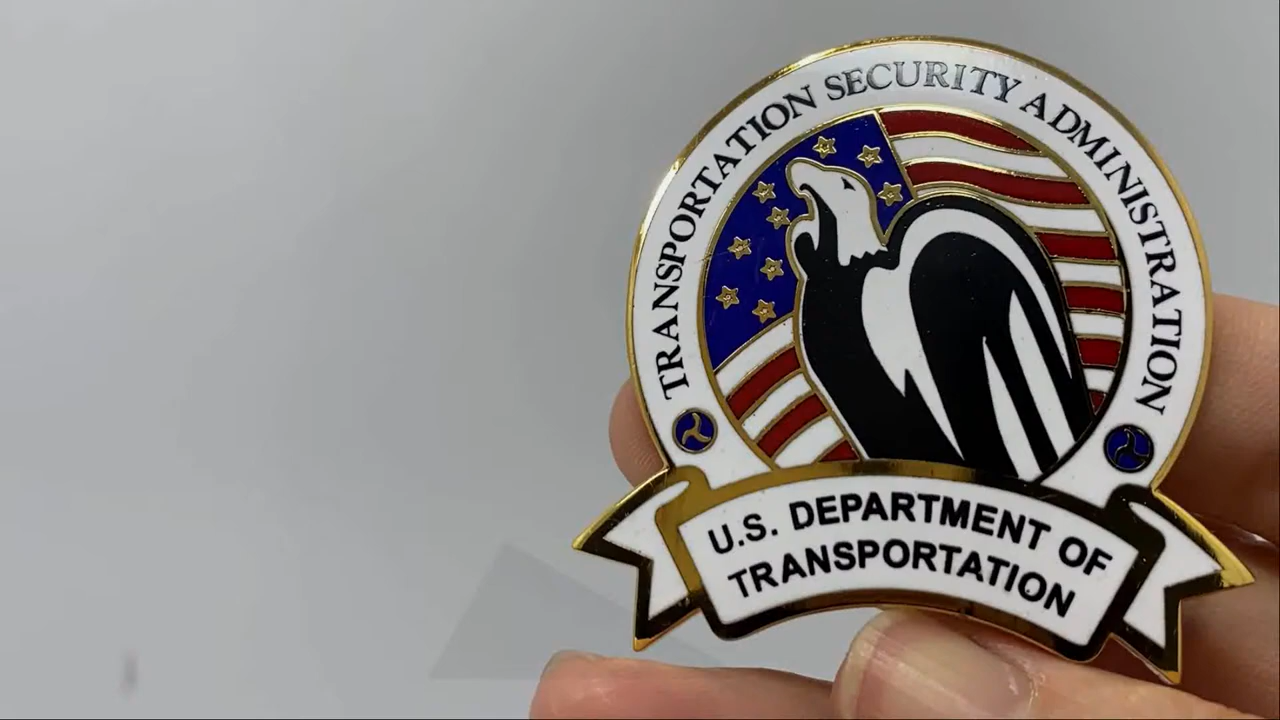 TRANSPORTATION SECURITY ADMINISTRATION
U.S. DEPARTMENT OF
TRANSPORTATION